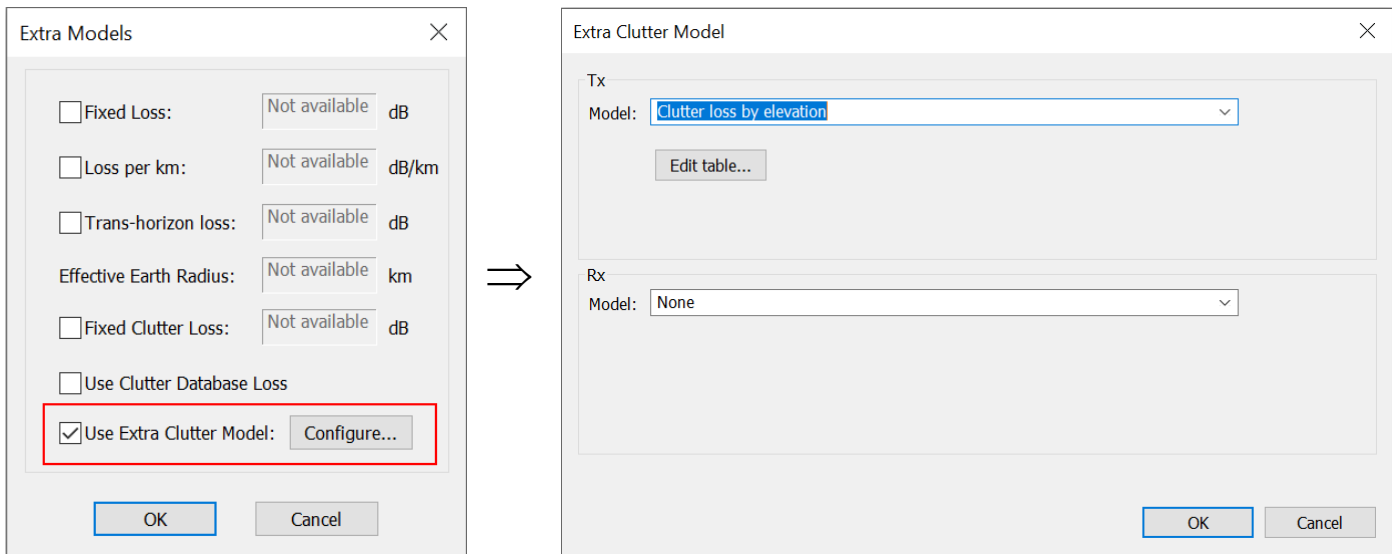 Extra Models
Fixed Loss: Not available dB
Loss per km: Not available dB/km
Trans-horizon loss: Not available dB
Effective Earth Radius: Not available km
Fixed Clutter Loss: Not available dB
Use Clutter Database Loss
Use Extra Clutter Model: Configure...
OK Cancel
Extra Clutter Model
Tx
Model: Clutter loss by elevation
Edit table...
Rx
Model: None
OK Cancel